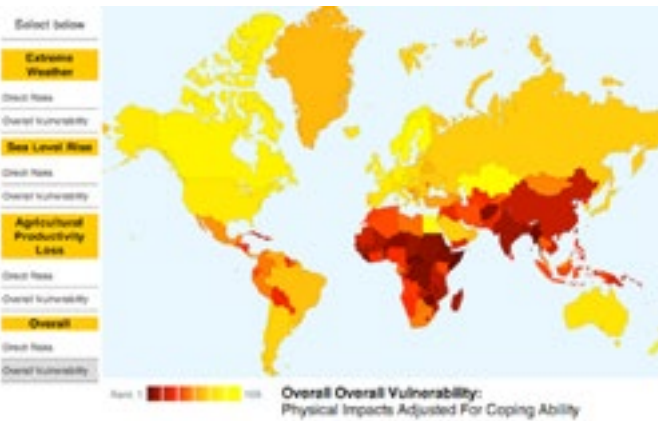 Select below
Extreme
Weather
Direct Risks
Overall Vulnerability
Sea Level Rise
Direct Risks
Overall Vulnerability
Agricultural
Productivity
Loss
Direct Risks
Overall Vulnerability
Overall
Direct Risks
Overall Vulnerability
Rank 1
Overall Overall Vulnerability:
Physical Impacts Adjusted For Coping Ability